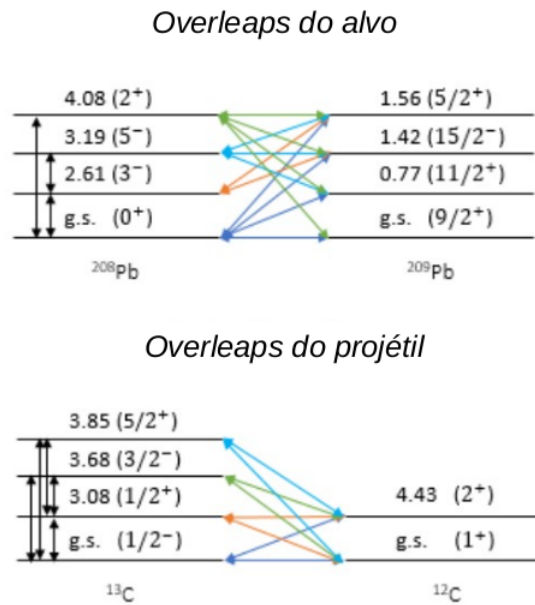 Overleaps do alvo
4.08 (2⁺) 1.56 (5/2⁺)
3.19 (5⁻) 1.42 (15/2⁻)
2.61 (3⁻) 0.77 (11/2⁺)
g.s. (0⁺) g.s. (9/2⁺)
²⁰⁸Pb ²⁰⁹Pb
Overleaps do projétil
3.85 (5/2⁺)
3.68 (3/2⁻)
3.08 (1/2⁺) 4.43 (2⁺)
g.s. (1/2⁻) g.s. (1⁺)
¹³C ¹²C